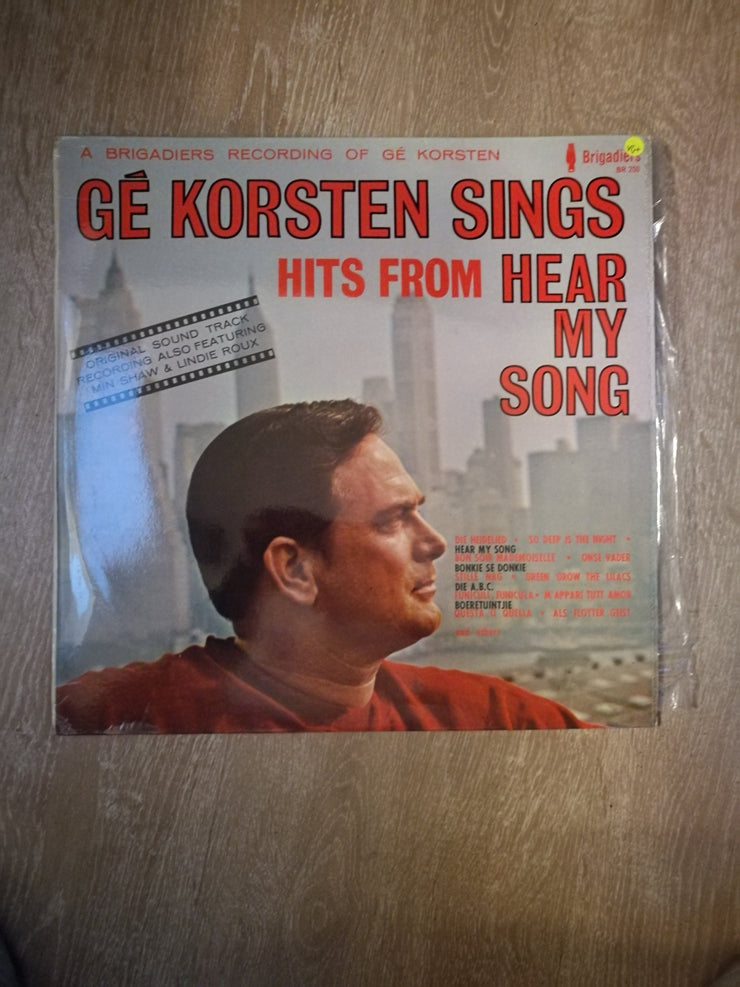 A BRIGADIERS RECORDING OF GÉ KORSTEN
Brigadiers
BR 250
VG+
GÉ KORSTEN SINGS
HITS FROM HEAR
MY
SONG
ORIGINAL SOUND TRACK
RECORDING ALSO FEATURING
MIN SHAW & LINDIE ROUX
DIE HEIDELIED • SO DEEP IS THE NIGHT •
HEAR MY SONG
BON SOIR MADEMOISELLE • ONSE VADER
BONKIE SE DONKIE
STILLE NAG • GREEN GROW THE LILACS
DIE A.B.C.
FUNICULI, FUNICULA • M'APPARI TUTT AMOR
BOERETUINTJIE
QUESTA O QUELLA • ALS FLOTTER GEIST